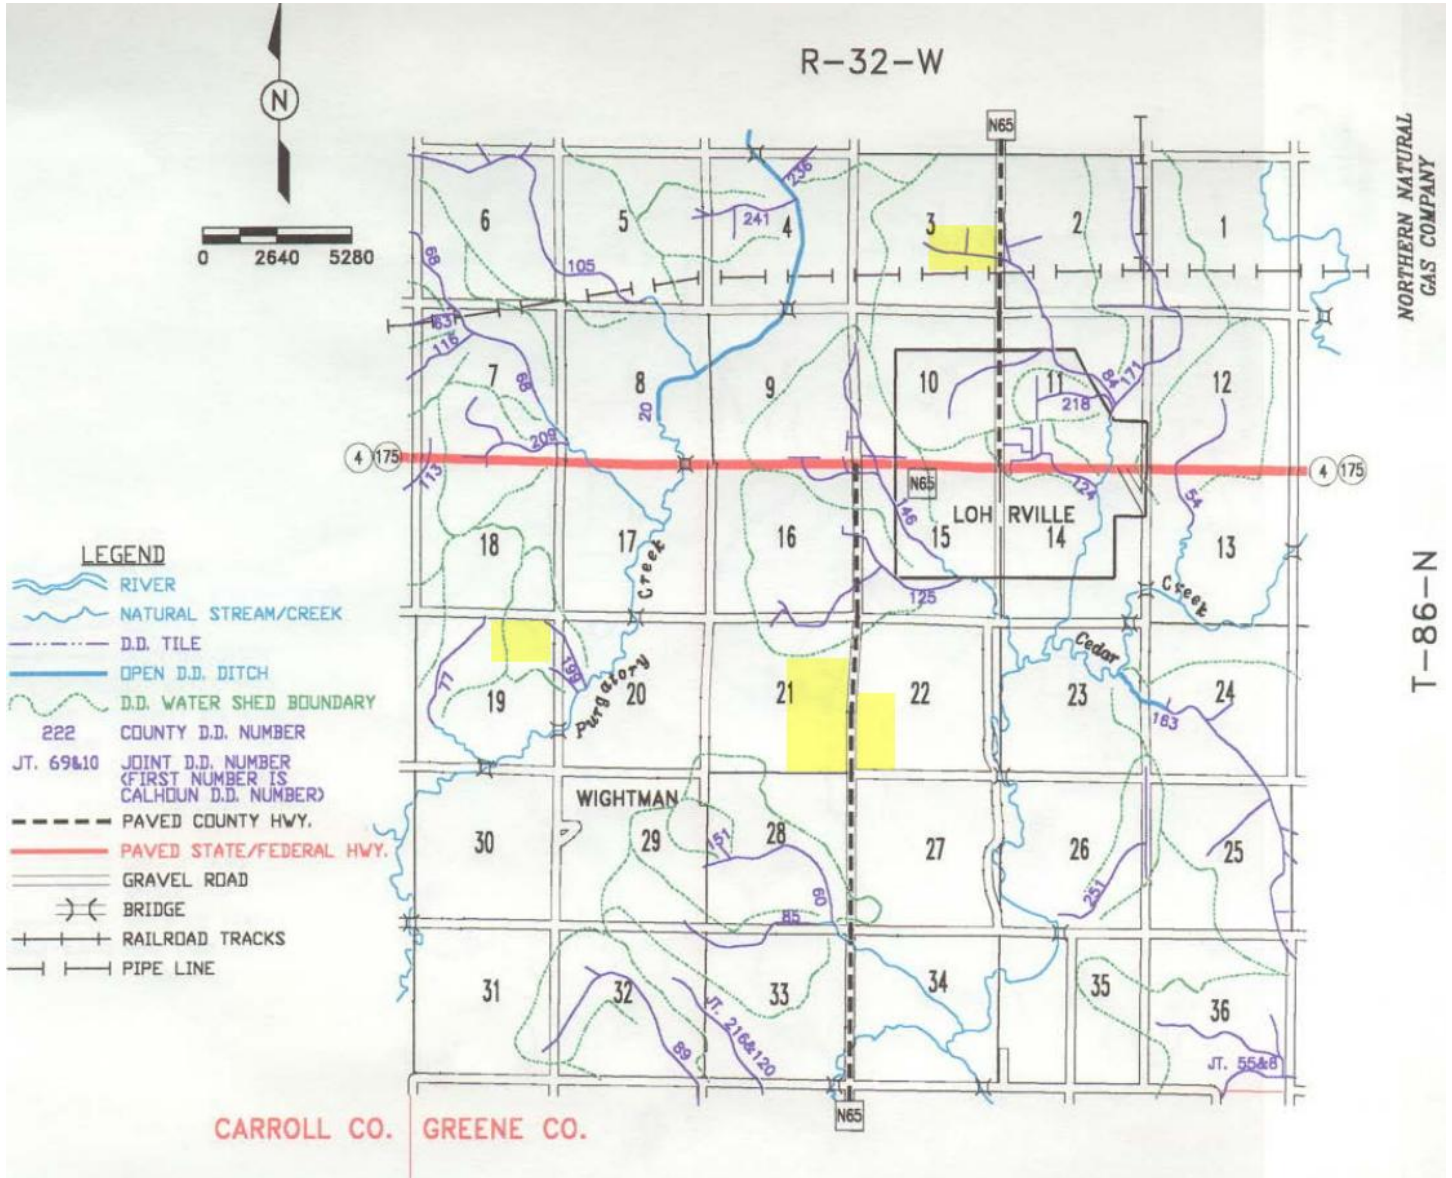 R-32-W
N
0 2640 5280
N65
NORTHERN NATURAL
GAS COMPANY
6 5 4 3 2 1
236
241
68
105
63
116
7 8 9 10 11 12
68
20
84
171
218
209
4 175
113
4 175
N65
124
54
146
LOHRVILLE
18 17 16 15 14 13
Creek
125
Creek
T-86-N
LEGEND
RIVER
NATURAL STREAM/CREEK
D.D. TILE
OPEN D.D. DITCH
D.D. WATER SHED BOUNDARY
222 COUNTY D.D. NUMBER
JT. 69&10 JOINT D.D. NUMBER
(FIRST NUMBER IS
CALHOUN D.D. NUMBER)
PAVED COUNTY HWY.
PAVED STATE/FEDERAL HWY.
GRAVEL ROAD
BRIDGE
RAILROAD TRACKS
PIPE LINE
Cedar
77
199
Purgatory
19 20 21 22 23 24
163
WIGHTMAN
30 29 28 27 26 25
151
60
251
85
31 32 33 34 35 36
JT. 216&120
89
JT. 55&8
N65
CARROLL CO. GREENE CO.